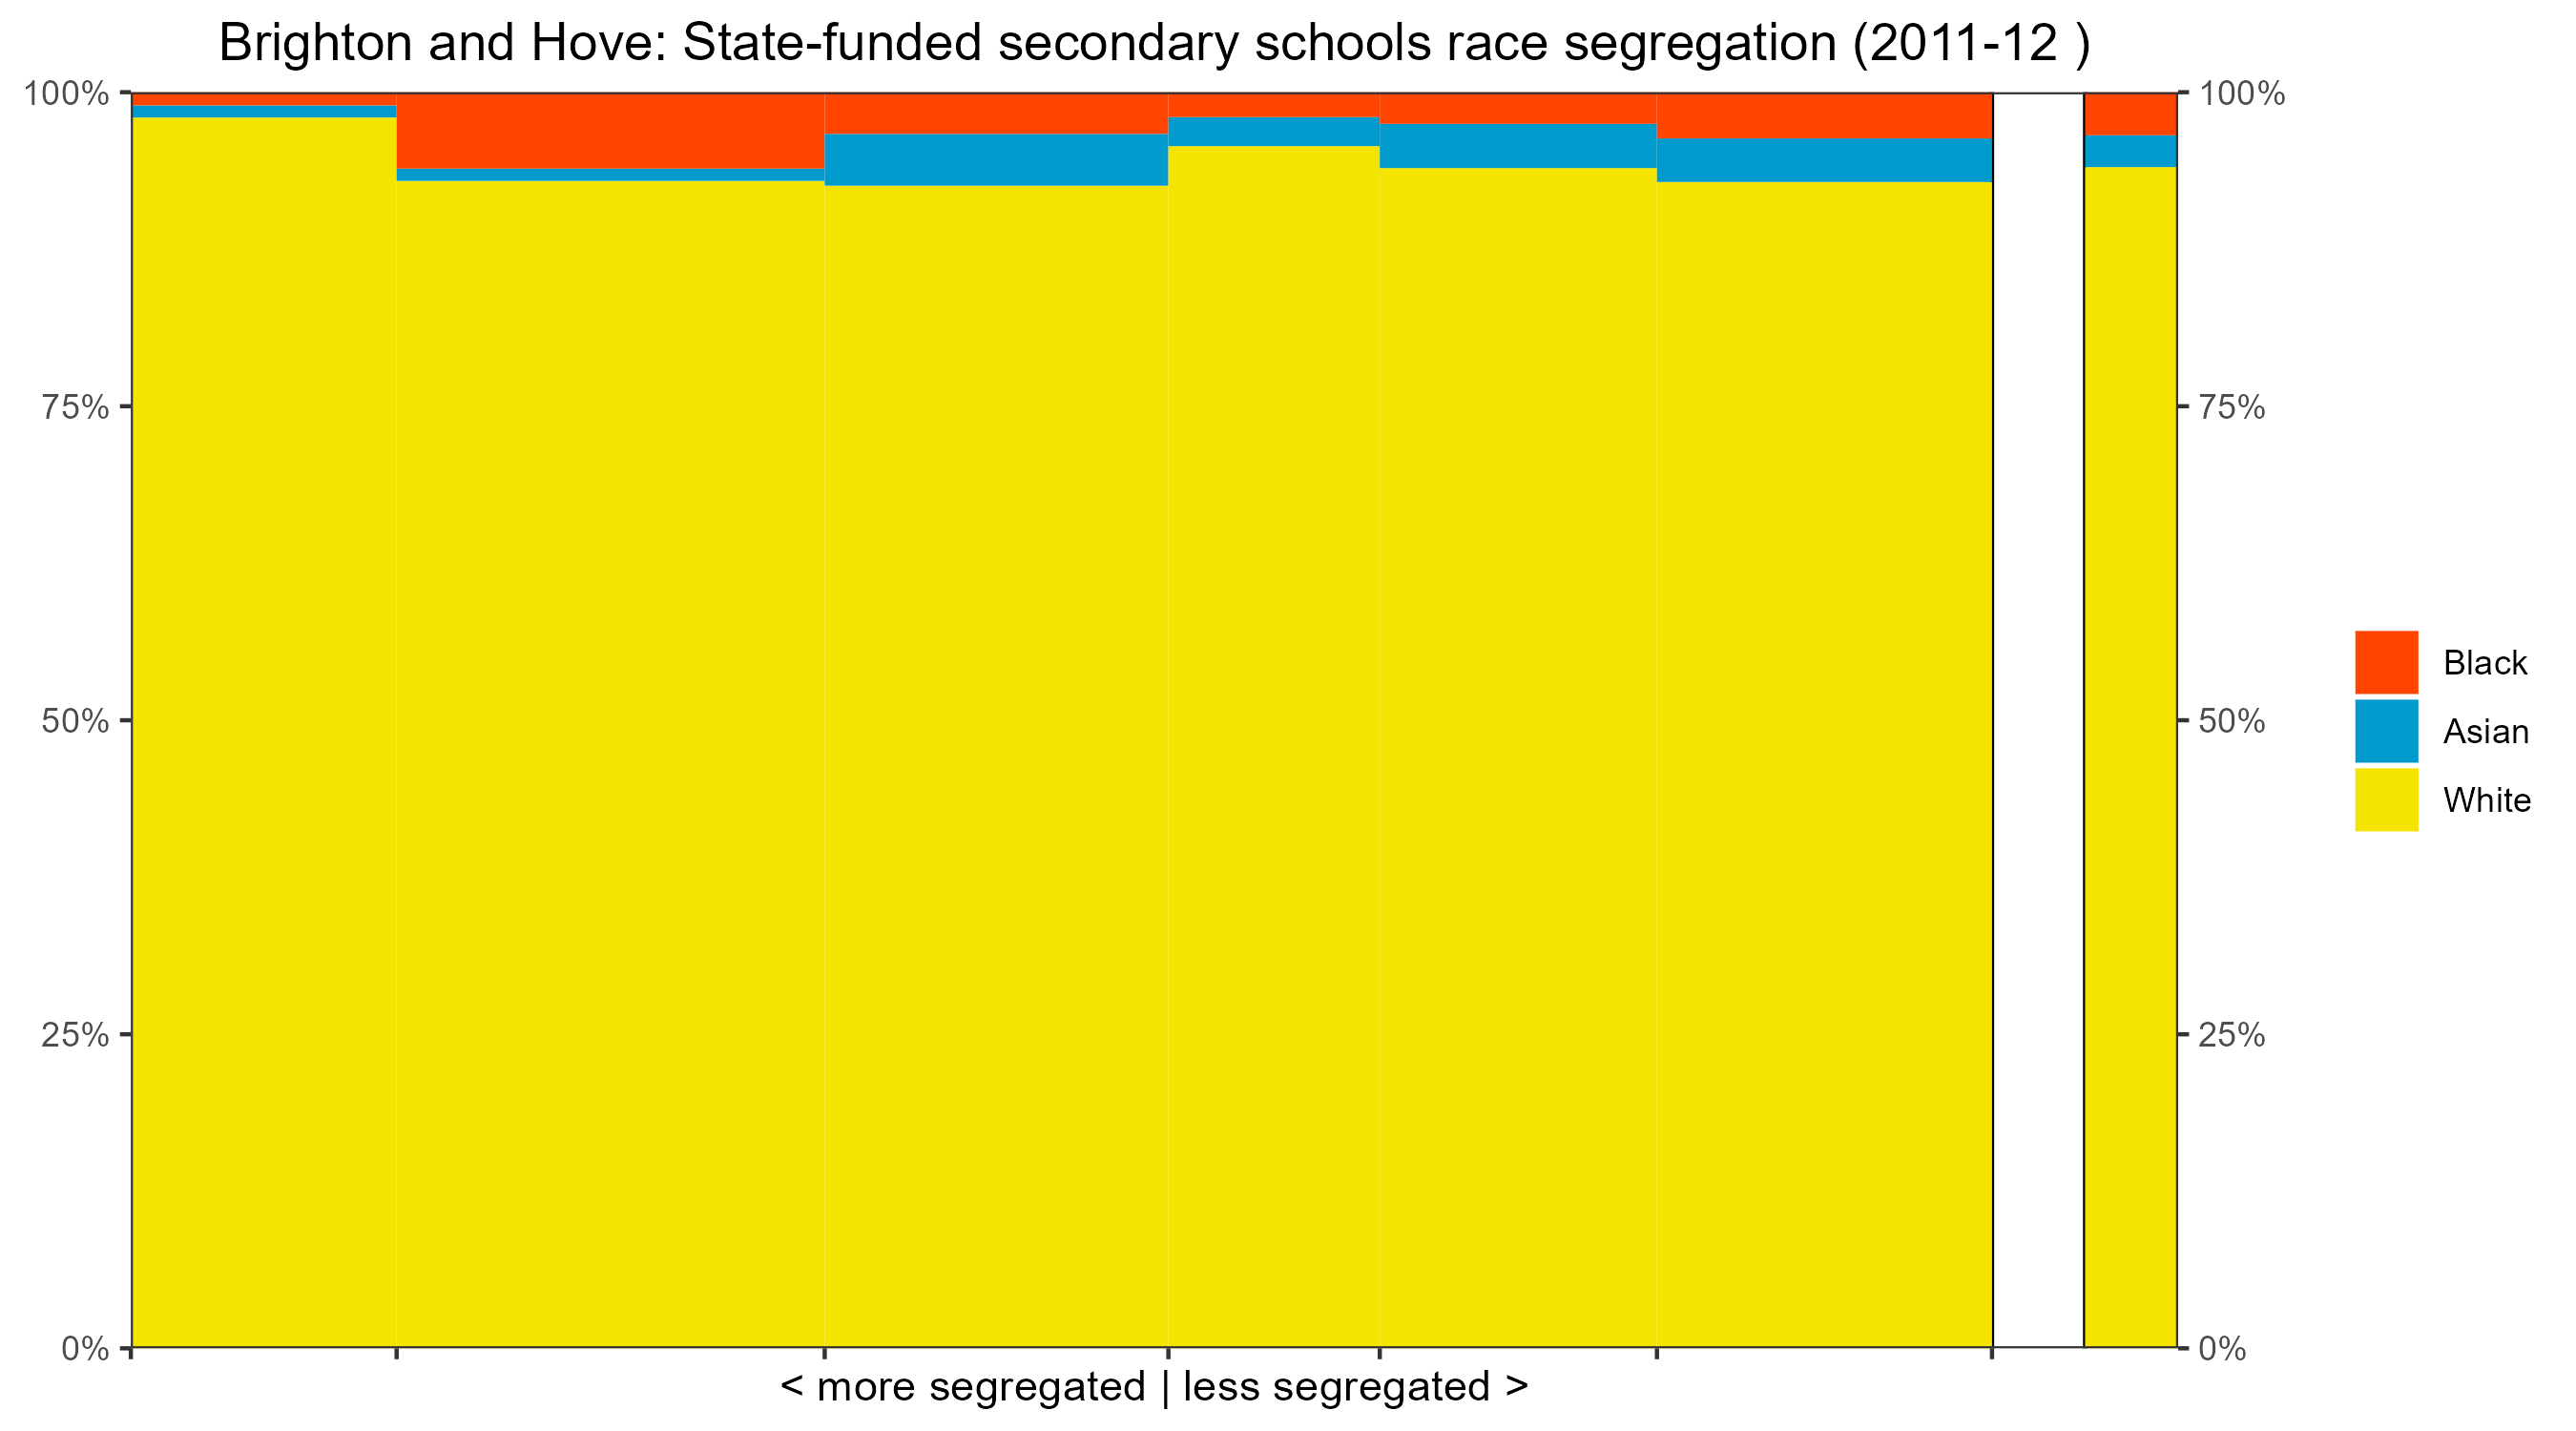 Brighton and Hove: State-funded secondary schools race segregation (2011-12 )
100%
75%
50%
25%
0%
100%
75%
50%
25%
0%
< more segregated | less segregated >
Black
Asian
White